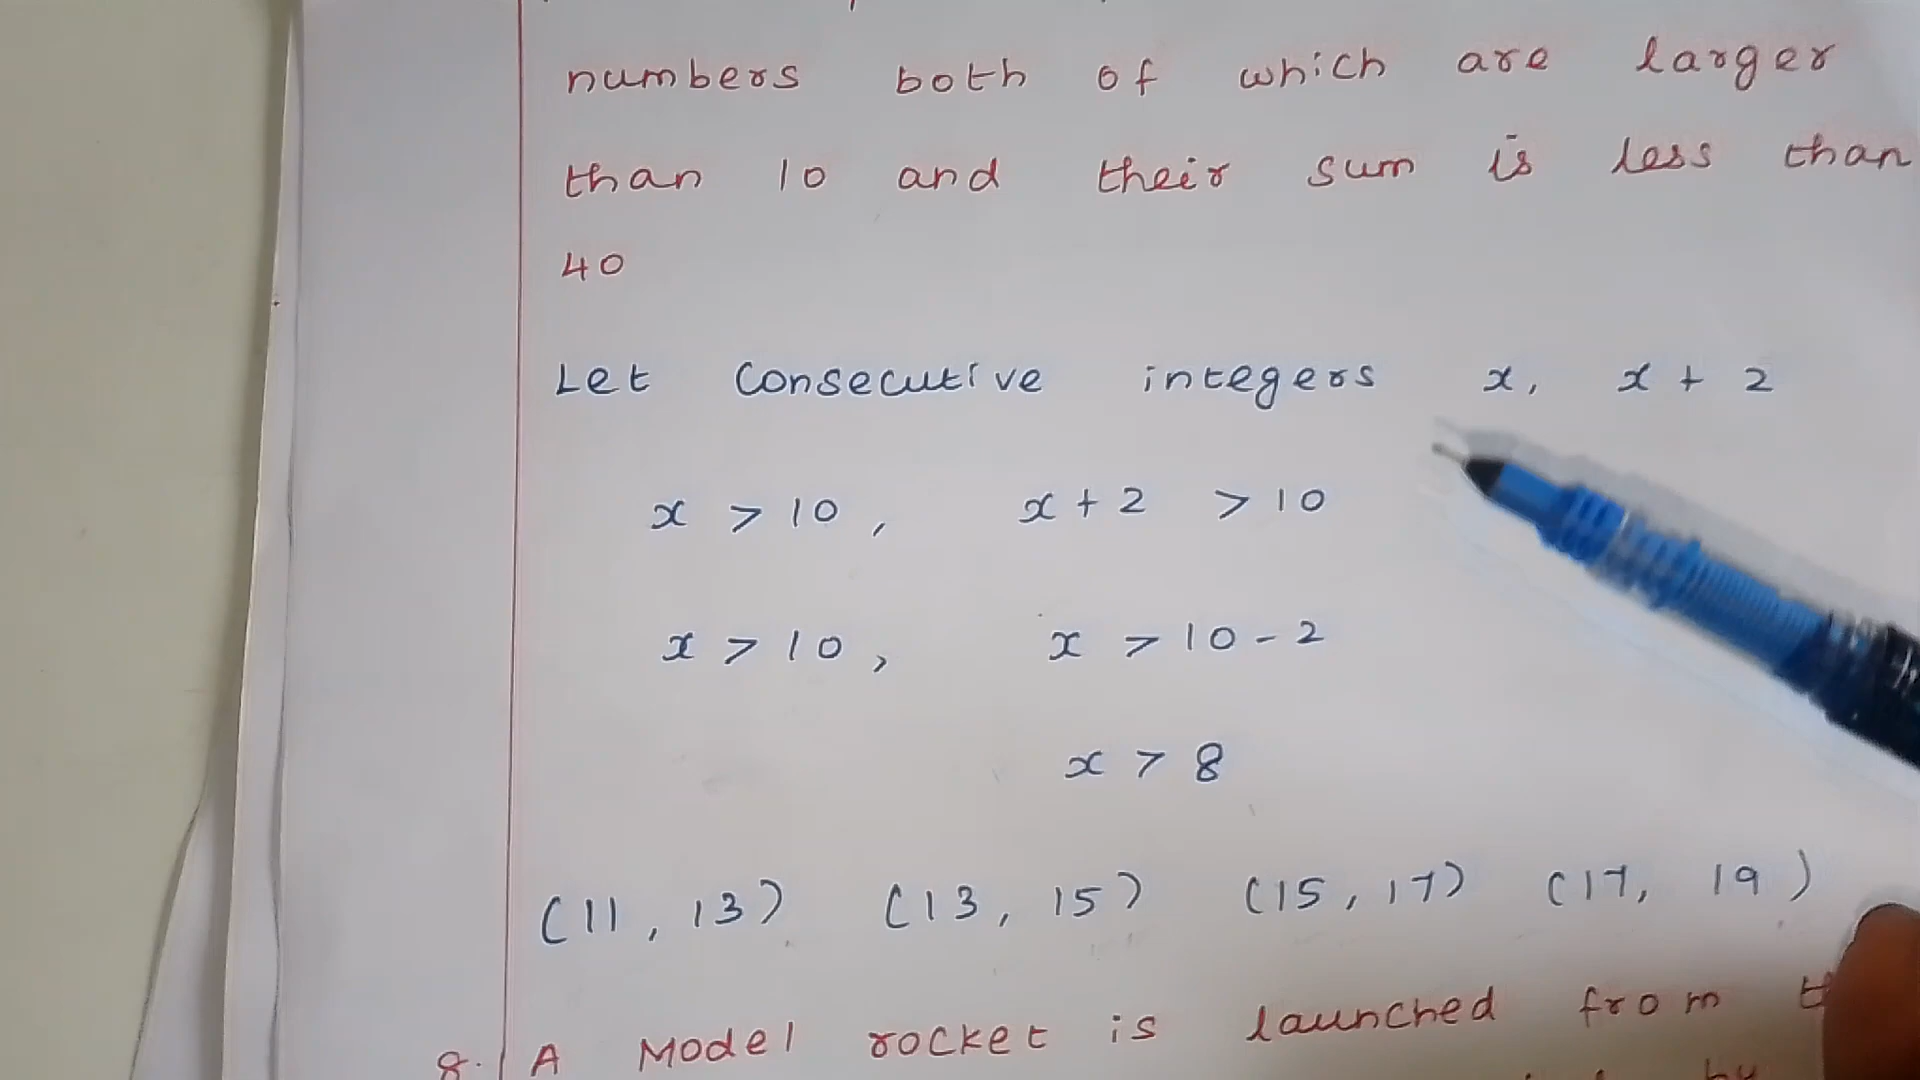 numbers both of which are larger
than 10 and their sum is less than
40
Let Consecutive integers x, x + 2
x > 10 , x + 2 > 10
x > 10 , x > 10 - 2
x > 8
(11, 13) (13, 15) (15, 17) (17, 19)
8. A Model rocket is launched from
by